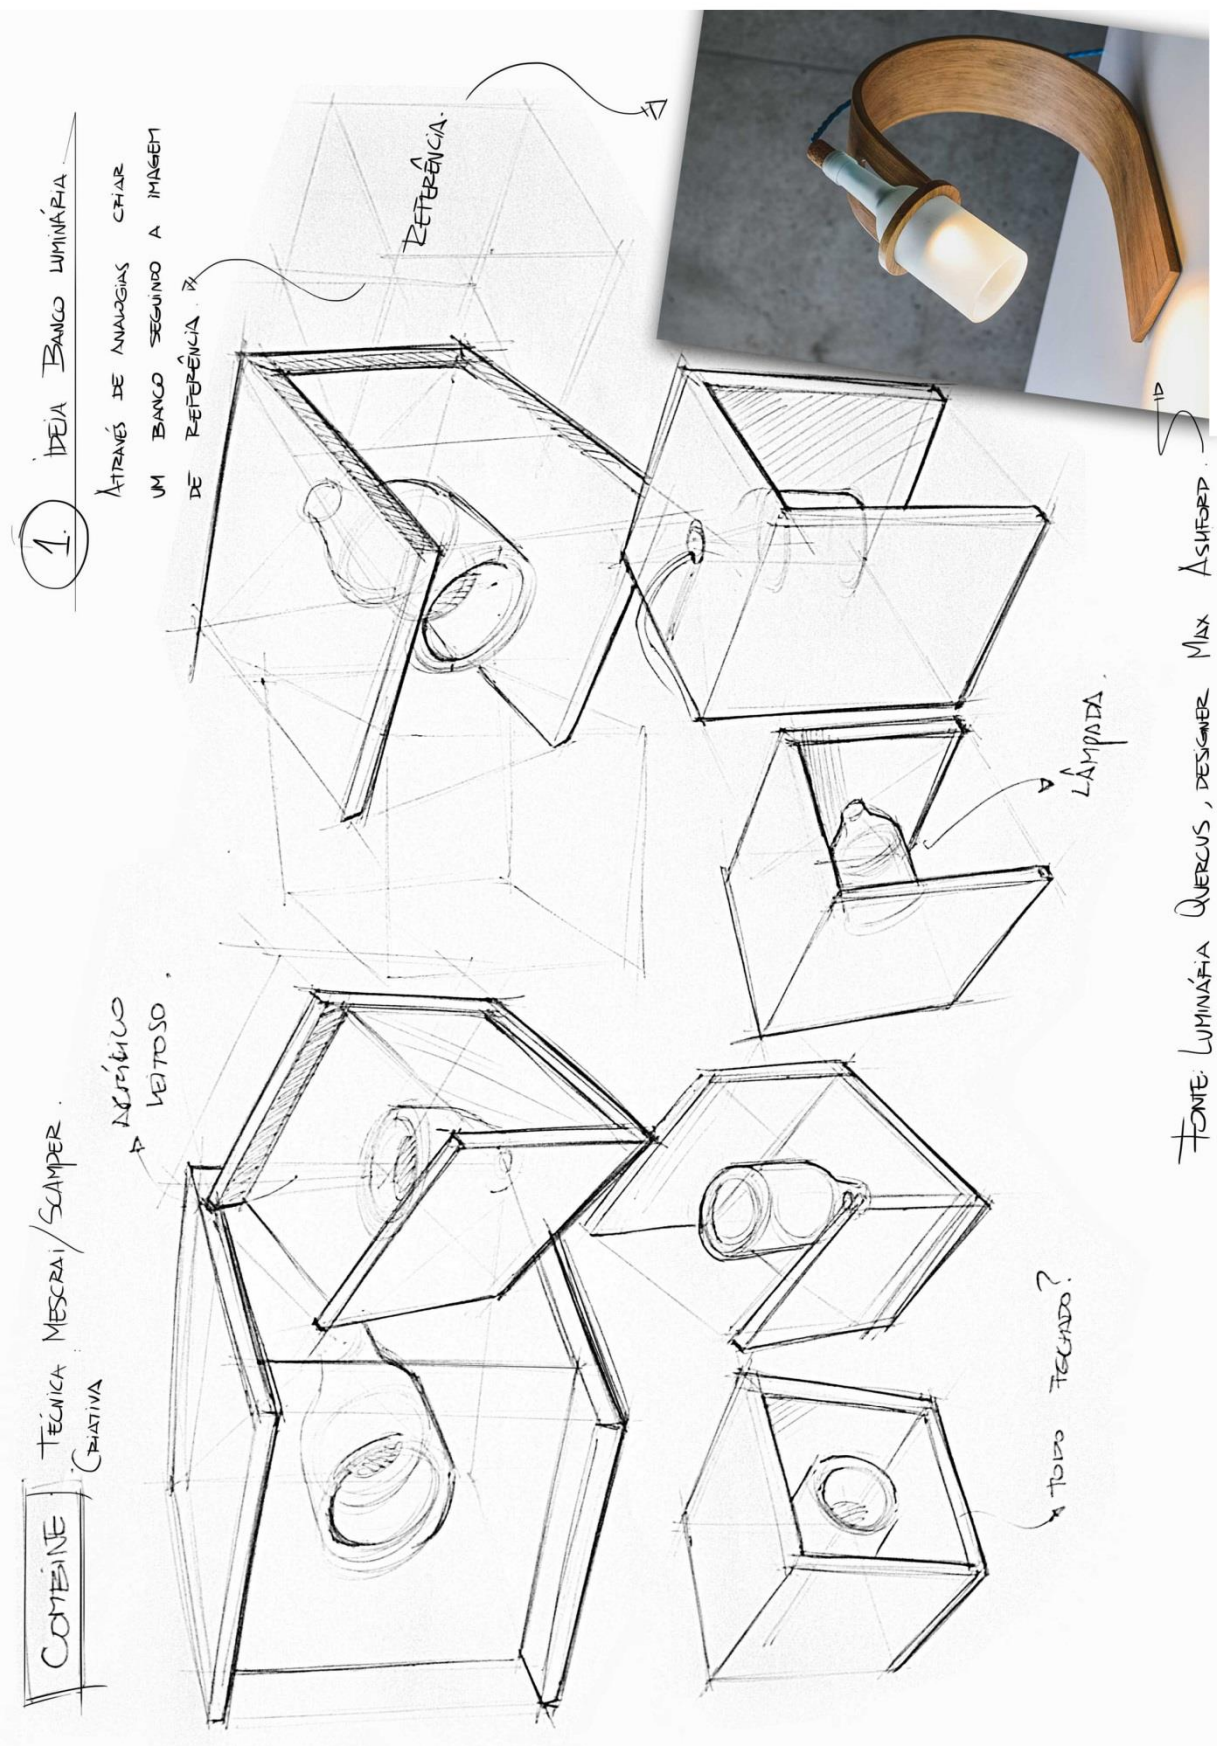 COMBINE
TÉCNICA MESCRAI/SCAMPER.
CRIATIVA
1. IDEIA BANCO LUMINÁRIA.
ATRAVÉS DE ANALOGIAS CRIAR
UM BANCO SEGUINDO A IMAGEM
DE REFERÊNCIA.
ACRÍLICO
LEITOSO.
REFERÊNCIA.
LÂMPADA.
TODO FECHADO?
FONTE: LUMINÁRIA QUERCUS, DESIGNER MAX ASHFORD.